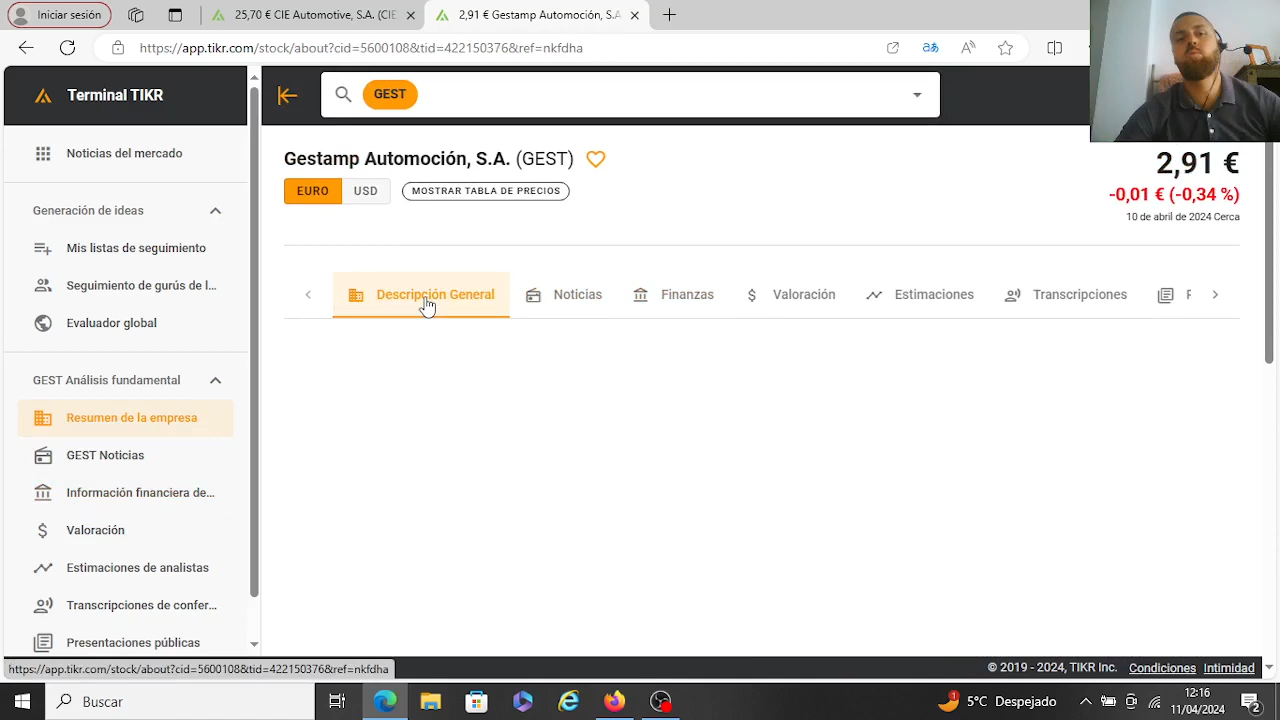 Iniciar sesión
25,70 € CIE Automotive, S.A. (CIE
2,91 € Gestamp Automoción, S.A
https://app.tikr.com/stock/about?cid=5600108&tid=422150376&ref=nkfdha
Terminal TIKR
GEST
Noticias del mercado
Generación de ideas
Mis listas de seguimiento
Seguimiento de gurús de l...
Evaluador global
GEST Análisis fundamental
Resumen de la empresa
GEST Noticias
Información financiera de...
Valoración
Estimaciones de analistas
Transcripciones de confer...
Presentaciones públicas
Gestamp Automoción, S.A. (GEST)
EURO USD MOSTRAR TABLA DE PRECIOS
2,91 €
-0,01 € (-0,34 %)
10 de abril de 2024 Cerca
Descripción General Noticias Finanzas Valoración Estimaciones Transcripciones
https://app.tikr.com/stock/about?cid=5600108&tid=422150376&ref=nkfdha
© 2019 - 2024, TIKR Inc. Condiciones Intimidad
Buscar
1 5°C Despejado
12:16
11/04/2024
2